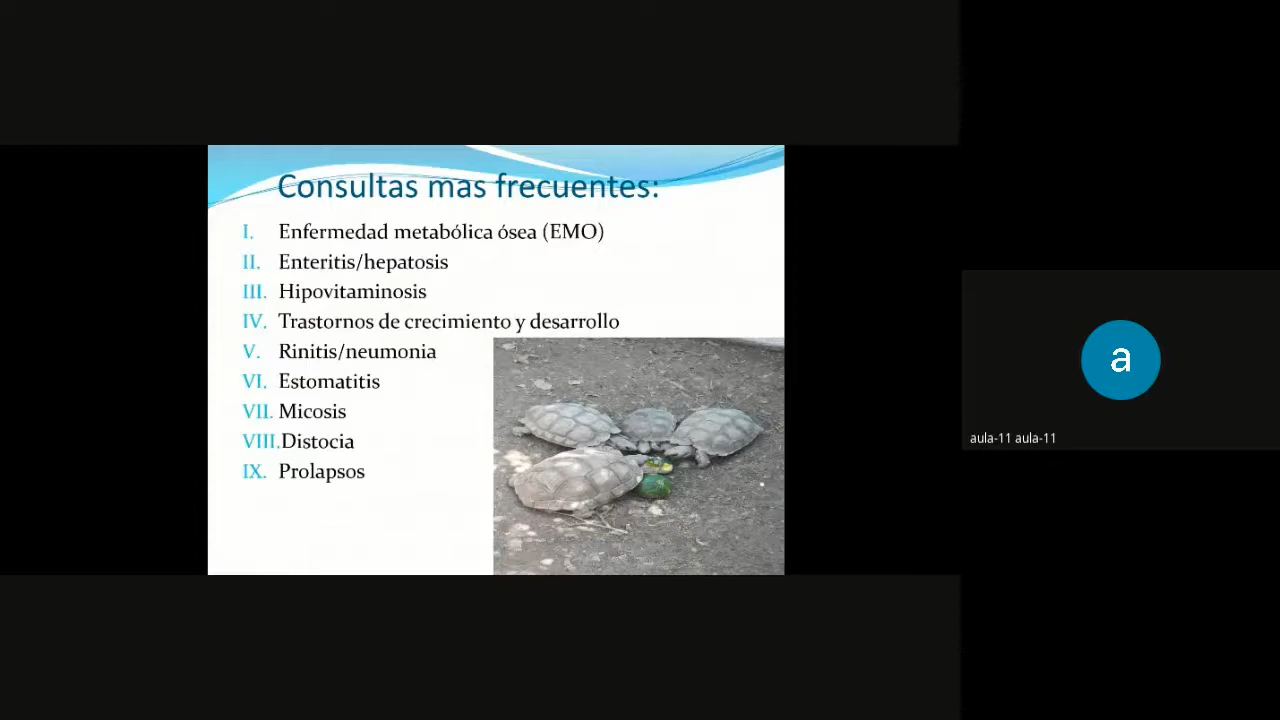 Consultas mas frecuentes:
I. Enfermedad metabólica ósea (EMO)
II. Enteritis/hepatosis
III. Hipovitaminosis
IV. Trastornos de crecimiento y desarrollo
V. Rinitis/neumonia
VI. Estomatitis
VII. Micosis
VIII. Distocia
IX. Prolapsos
a
aula-11 aula-11